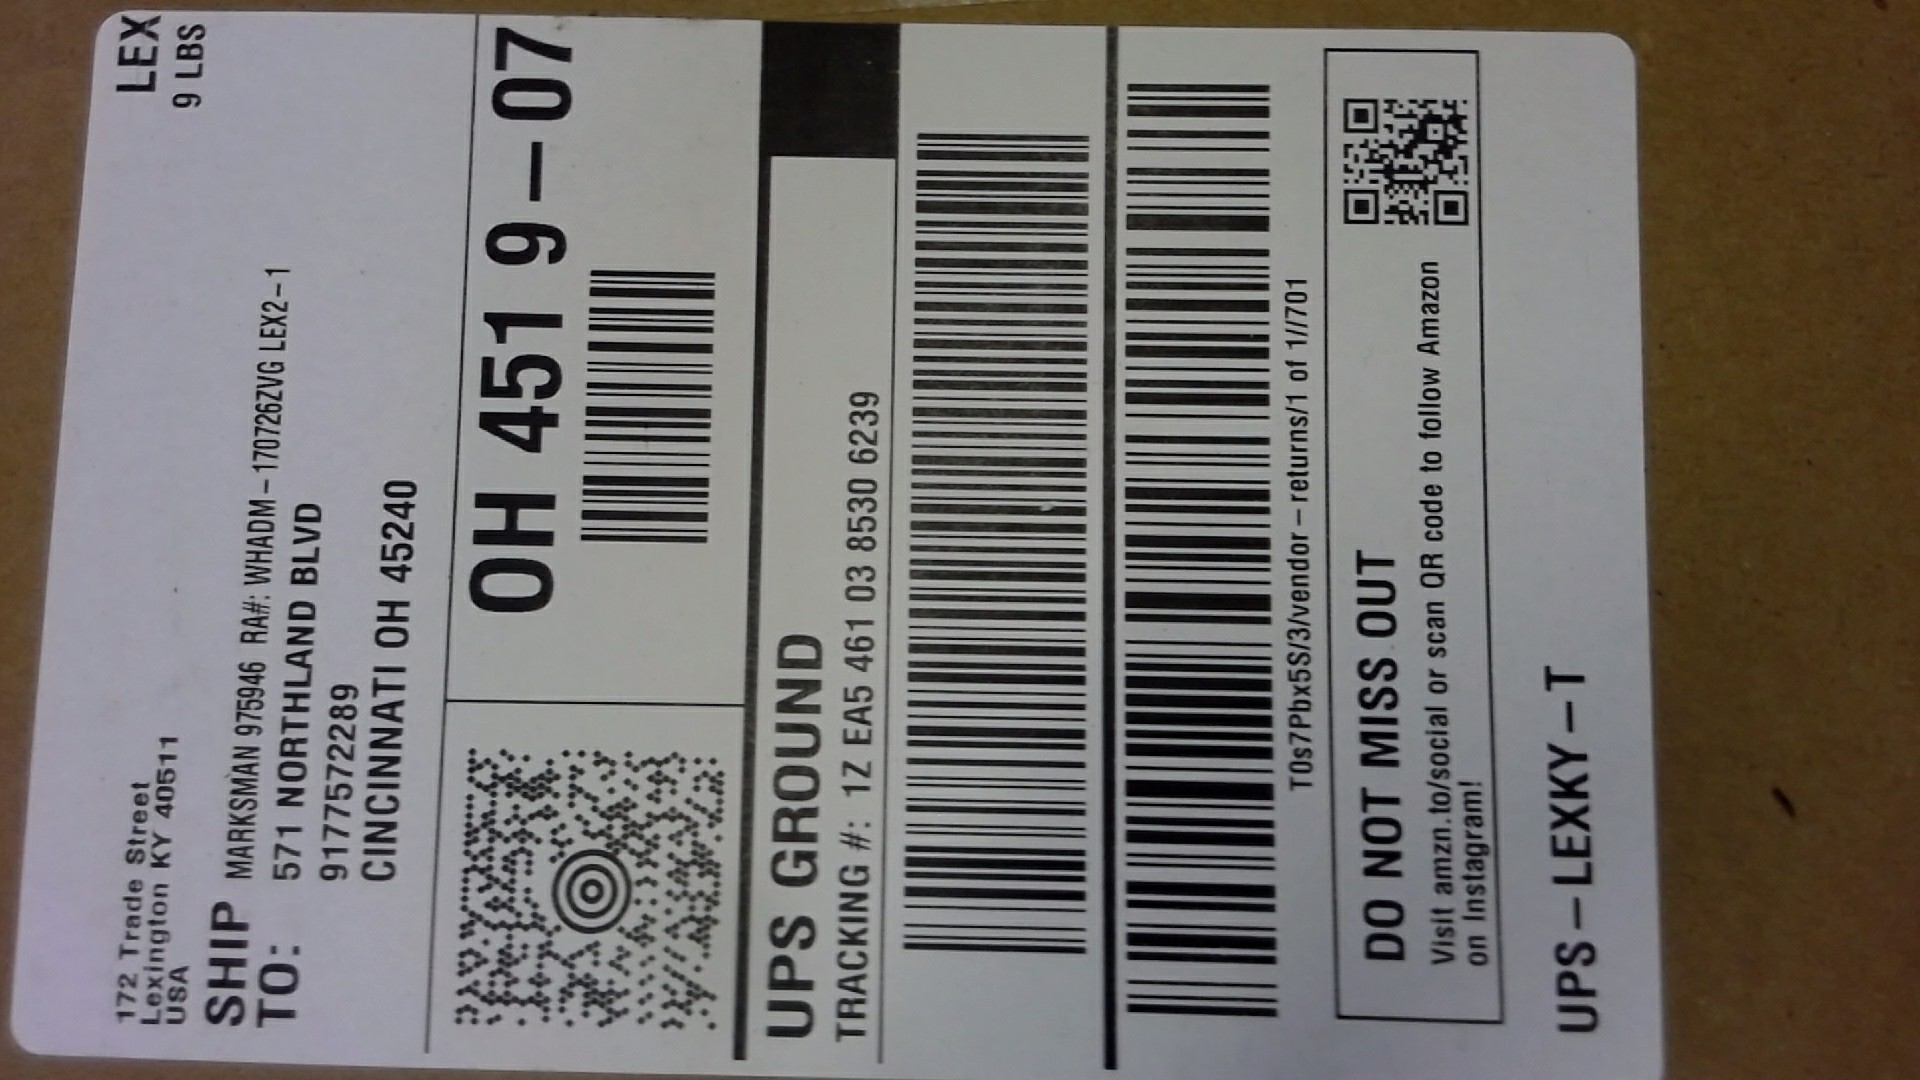 LEX
9 LBS
172 Trade Street
Lexington KY 40511
USA
SHIP
TO:
MARKSMAN 975946 RA#: WHADM-170726ZVG LEX2-1
571 NORTHLAND BLVD
9177572289
CINCINNATI OH 45240
OH 451 9-07
UPS GROUND
TRACKING #: 1Z EA5 461 03 8530 6239
T0s7Pbx5S/3/vendor-returns/1 of 1//701
DO NOT MISS OUT
Visit amzn.to/social or scan QR code to follow Amazon
on Instagram!
UPS-LEXKY-T